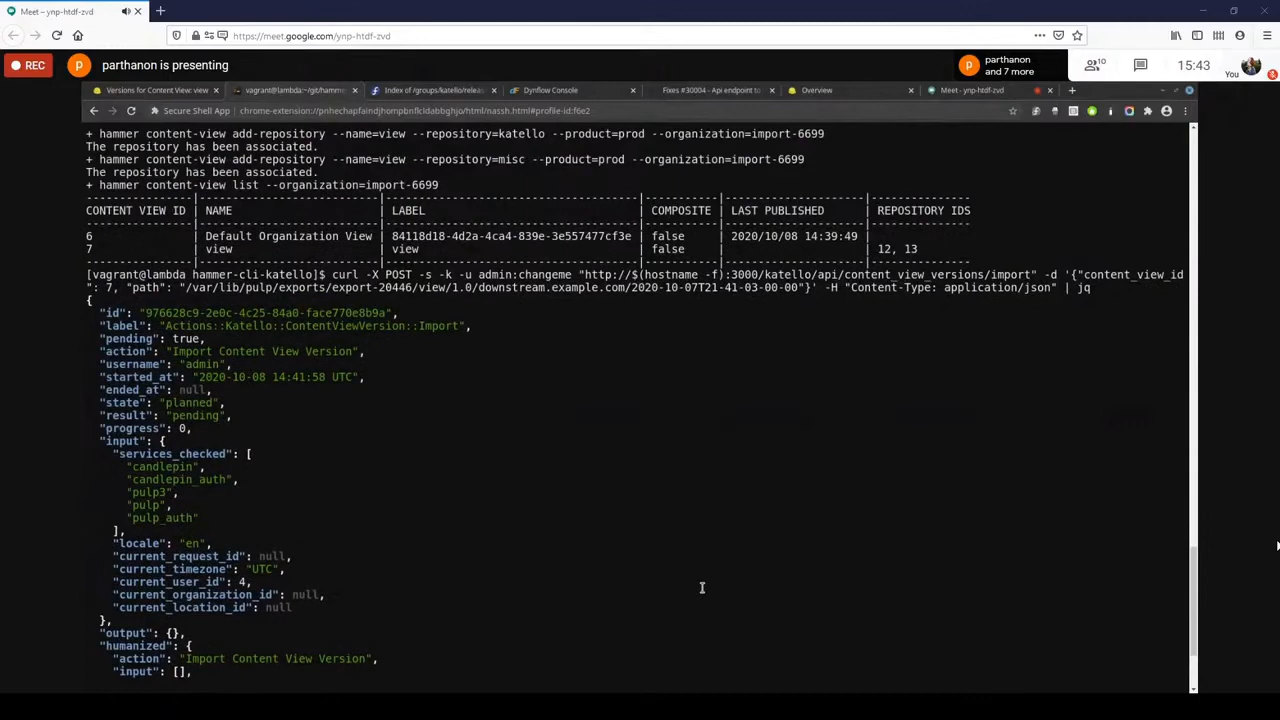 Meet – ynp-htdf-zvd
https://meet.google.com/ynp-htdf-zvd
REC
p
parthanon is presenting
p
parthanon
and 7 more
10
15:43
You
Versions for Content View: view
vagrant@lambda:~/git/hamme
Index of /groups/katello/relea
Dynflow Console
Fixes #30004 - Api endpoint to
Overview
Meet - ynp-htdf-zvd
Secure Shell App
chrome-extension://pnhechapfaindjhompbnflcldabbghjo/html/nassh.html#profile-id:f6e2
+ hammer content-view add-repository --name=view --repository=katello --product=prod --organization=import-6699
The repository has been associated.
+ hammer content-view add-repository --name=view --repository=misc --product=prod --organization=import-6699
The repository has been associated.
+ hammer content-view list --organization=import-6699
CONTENT VIEW ID | NAME | LABEL | COMPOSITE | LAST PUBLISHED | REPOSITORY IDS
6 | Default Organization View | 84118d18-4d2a-4ca4-839e-3e557477cf3e | false | 2020/10/08 14:39:49 |
7 | view | view | false | | 12, 13
[vagrant@lambda hammer-cli-katello]$ curl -X POST -s -k -u admin:changeme "http://$(hostname -f):3000/katello/api/content_view_versions/import" -d '{"content_view_id
": 7, "path": "/var/lib/pulp/exports/export-20446/view/1.0/downstream.example.com/2020-10-07T21-41-03-00-00"}' -H "Content-Type: application/json" | jq
{
"id": "976628c9-2e0c-4c25-84a0-face770e8b9a",
"label": "Actions::Katello::ContentViewVersion::Import",
"pending": true,
"action": "Import Content View Version",
"username": "admin",
"started_at": "2020-10-08 14:41:58 UTC",
"ended_at": null,
"state": "planned",
"result": "pending",
"progress": 0,
"input": {
"services_checked": [
"candlepin",
"candlepin_auth",
"pulp3",
"pulp",
"pulp_auth"
],
"locale": "en",
"current_request_id": null,
"current_timezone": "UTC",
"current_user_id": 4,
"current_organization_id": null,
"current_location_id": null
},
"output": {},
"humanized": {
"action": "Import Content View Version",
"input": [],